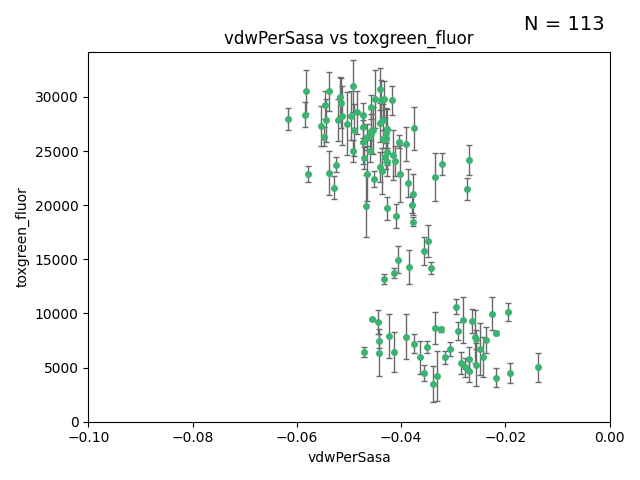 N = 113
vdwPerSasa vs toxgreen_fluor
30000
25000
20000
15000
10000
5000
0
toxgreen_fluor
−0.10 −0.08 −0.06 −0.04 −0.02 0.00
vdwPerSasa